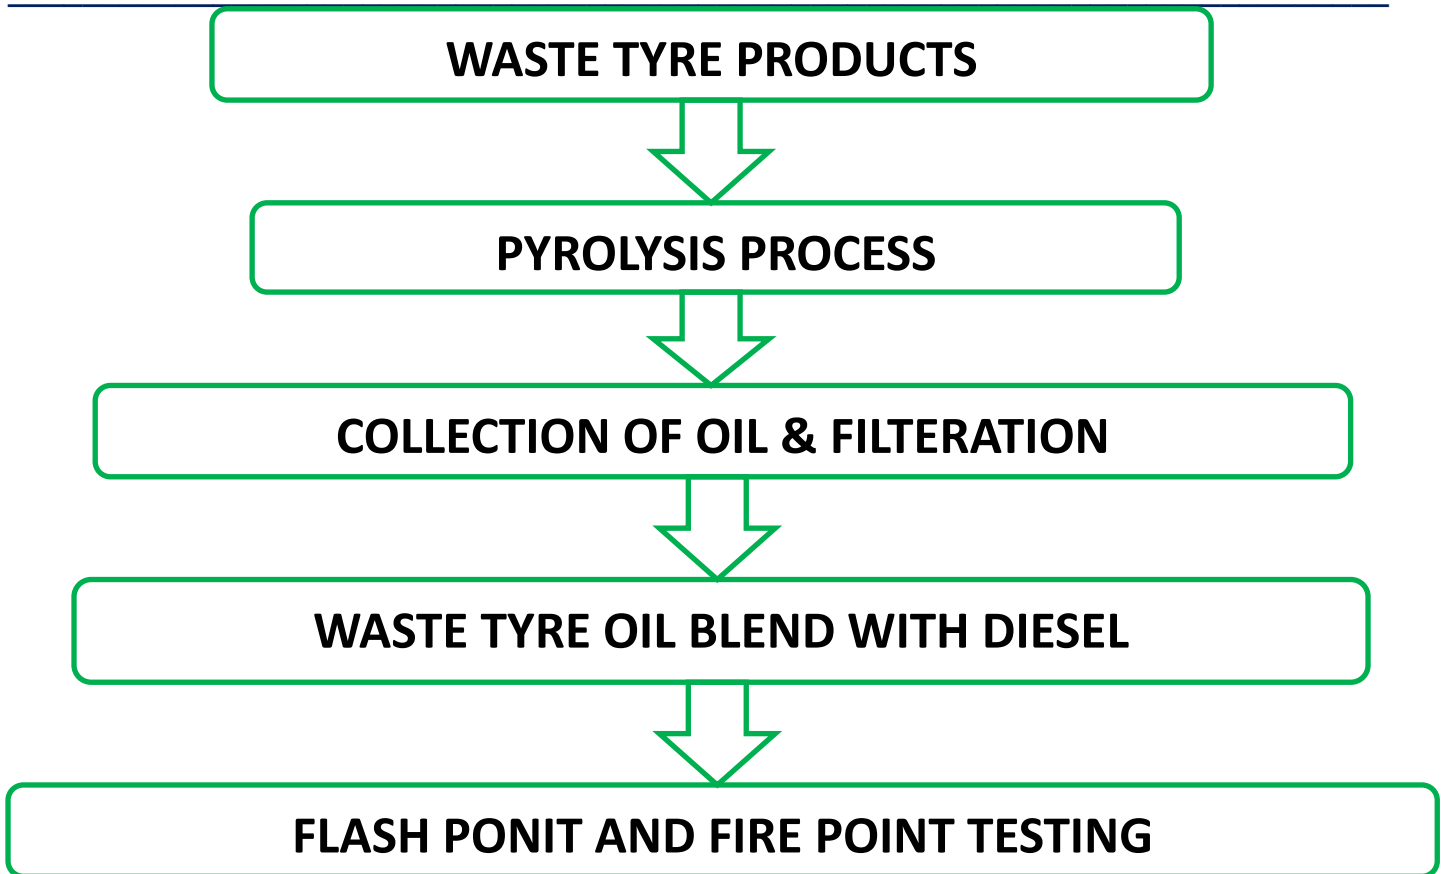 WASTE TYRE PRODUCTS
PYROLYSIS PROCESS
COLLECTION OF OIL & FILTERATION
WASTE TYRE OIL BLEND WITH DIESEL
FLASH PONIT AND FIRE POINT TESTING